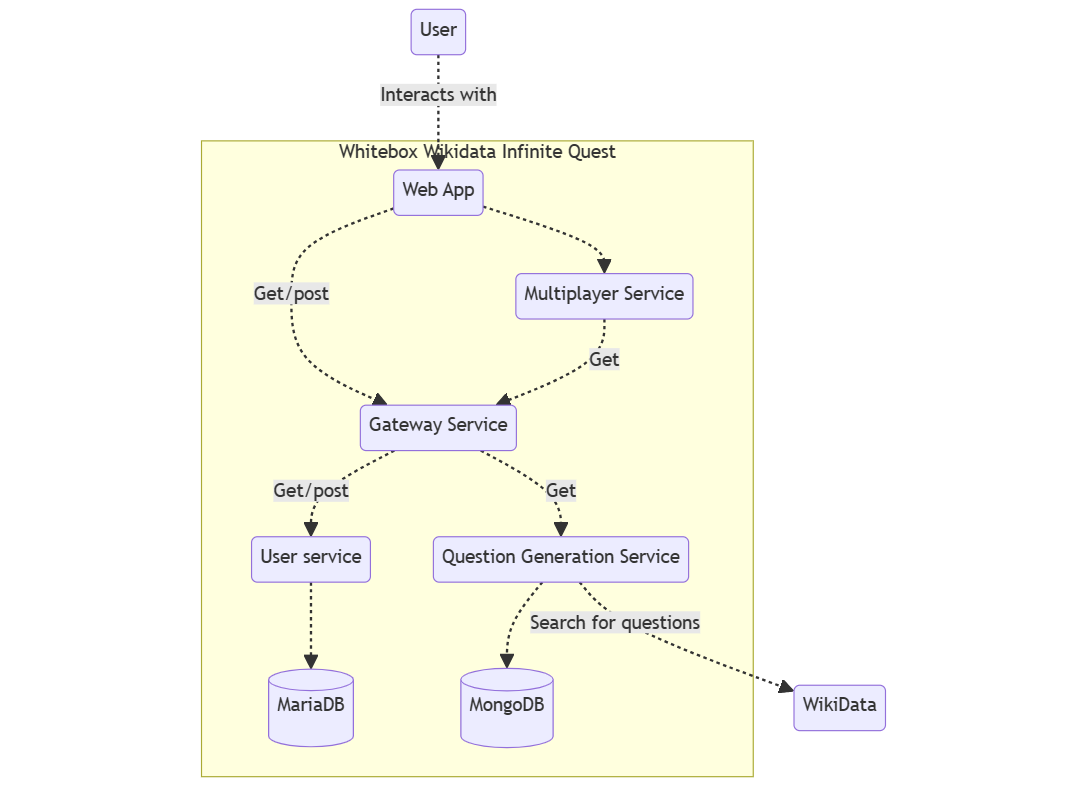 User
Interacts with
Whitebox Wikidata Infinite Quest
Web App
Get/post
Multiplayer Service
Get
Gateway Service
Get/post
Get
User service
Question Generation Service
Search for questions
MariaDB
MongoDB
WikiData